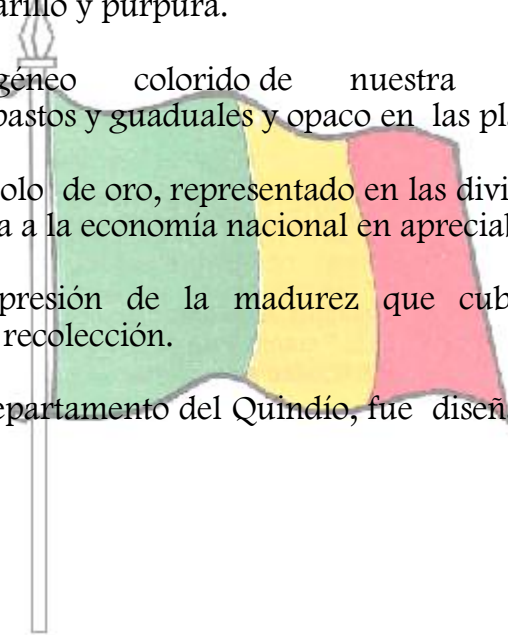 arillo y púrpura.
géneo colorido de nuestra
pastos y guaduales y opaco en las pla
olo de oro, representado en las divi
a a la economía nacional en apreciab
presión de la madurez que cub
recolección.
epartamento del Quindío, fue diseñ